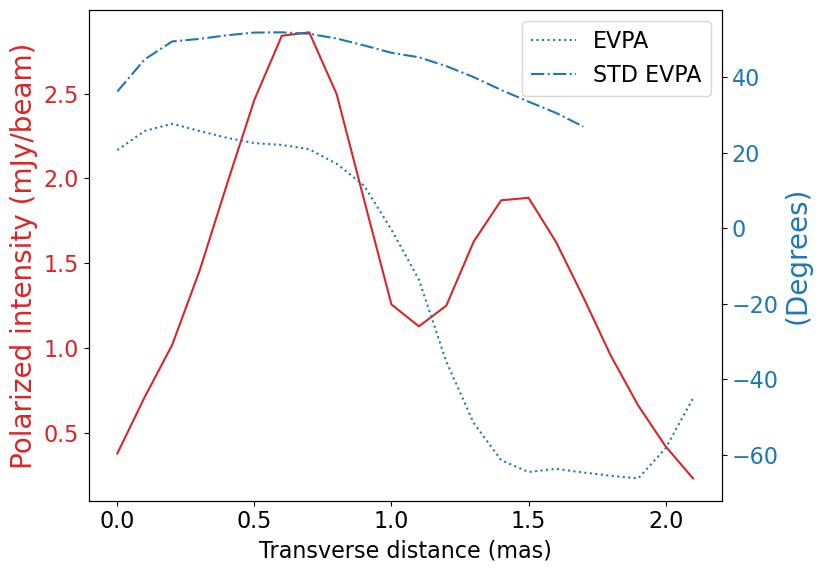 Polarized intensity (mJy/beam)
2.5
2.0
1.5
1.0
0.5
EVPA
STD EVPA
40
20
0
−20
−40
−60
(Degrees)
0.0 0.5 1.0 1.5 2.0
Transverse distance (mas)